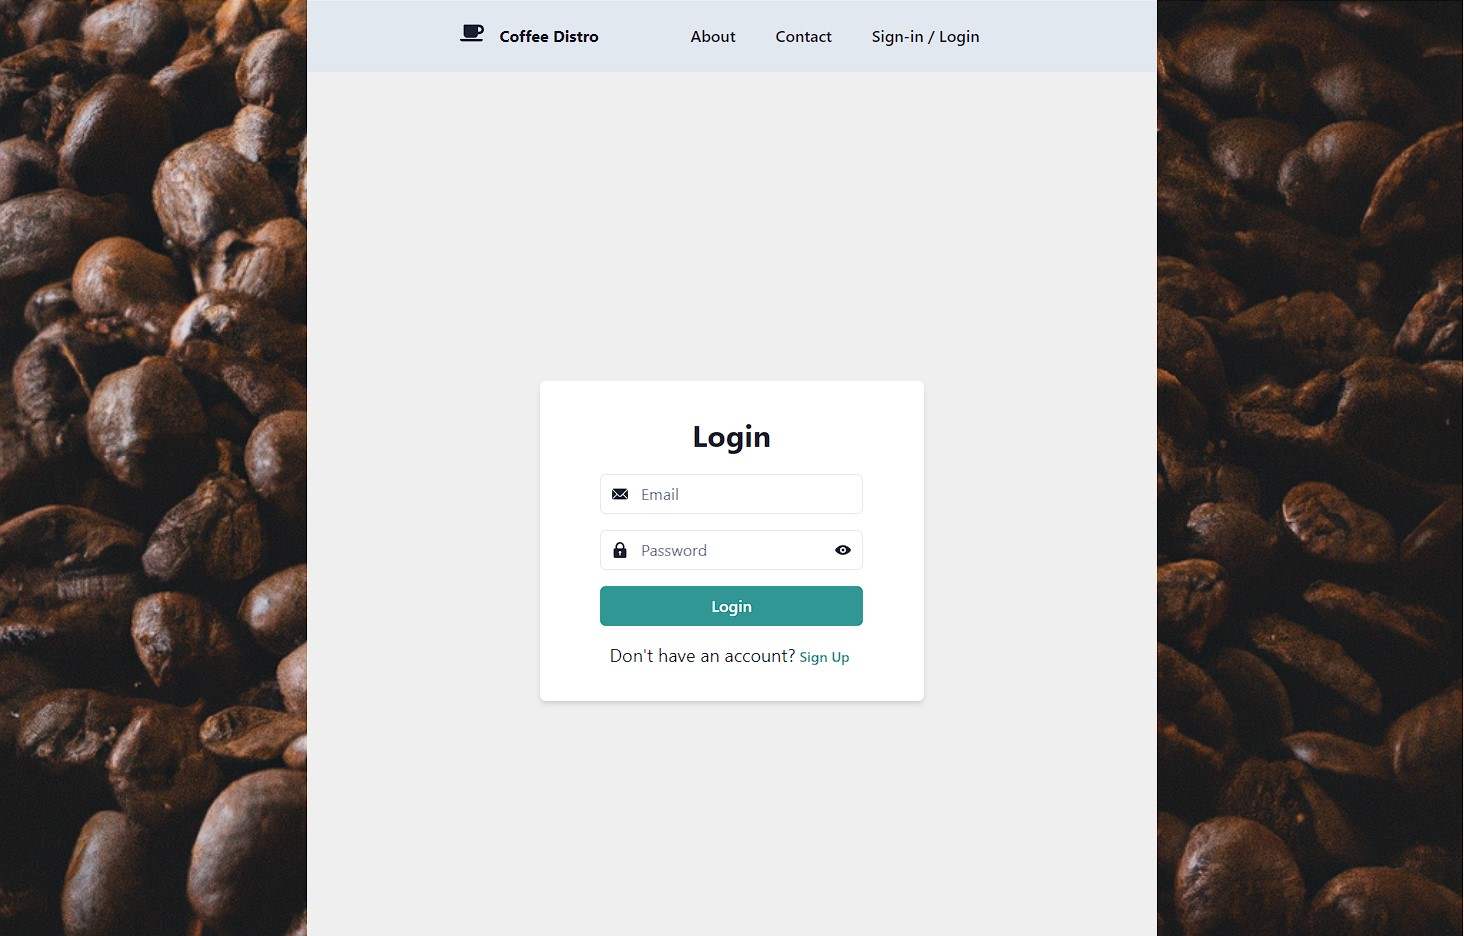 Coffee Distro About Contact Sign-in / Login
Login
Email
Password
Login
Don't have an account? Sign Up